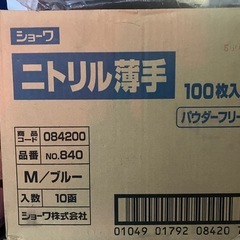 ショーワ
ニトリル薄手
100枚入
パウダーフリー
商品コード 084200
品番 NO.840
M/ブルー
入数 10函
ショーワ株式会社
01049 01792 08420